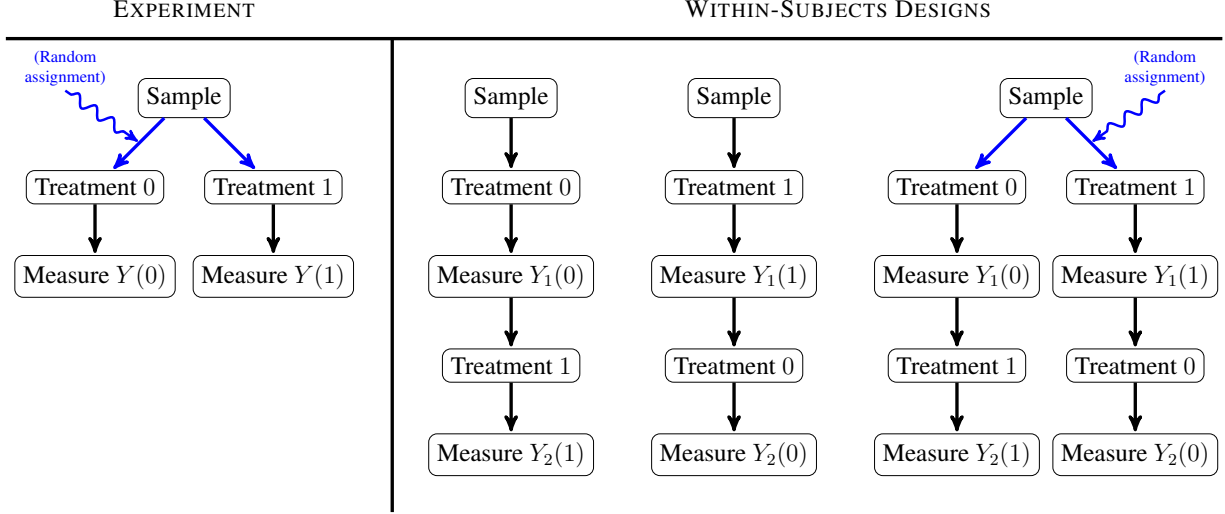 EXPERIMENT
WITHIN-SUBJECTS DESIGNS
(Random
assignment)
Sample
Treatment 0
Treatment 1
Measure Y(0)
Measure Y(1)
Sample
Treatment 0
Measure Y₁(0)
Treatment 1
Measure Y₂(1)
Sample
Treatment 1
Measure Y₁(1)
Treatment 0
Measure Y₂(0)
(Random
assignment)
Sample
Treatment 0
Treatment 1
Measure Y₁(0)
Measure Y₁(1)
Treatment 1
Treatment 0
Measure Y₂(1)
Measure Y₂(0)